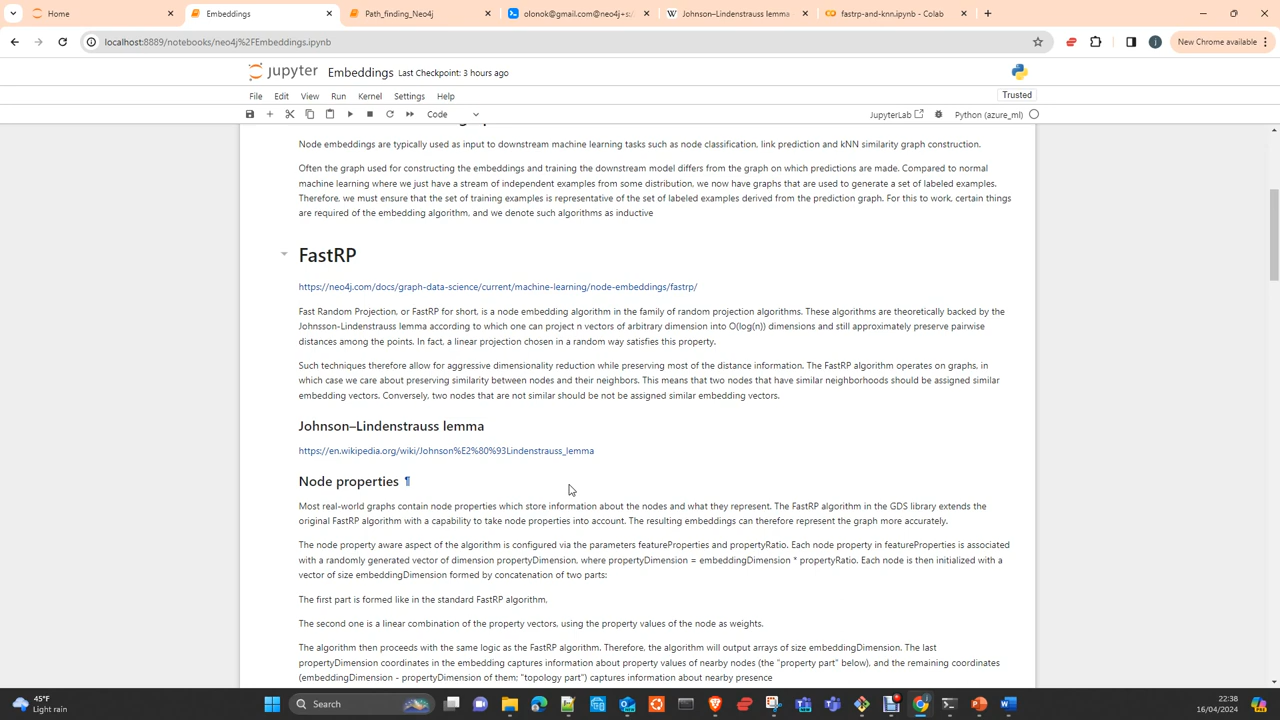 Home
Embeddings
Path_finding_Neo4j
olonok@gmail.com@neo4j+s:/
Johnson–Lindenstrauss lemma
fastrp-and-knn.ipynb - Colab
localhost:8889/notebooks/neo4j%2FEmbeddings.ipynb
New Chrome available
jupyter Embeddings Last Checkpoint: 3 hours ago
File Edit View Run Kernel Settings Help
Trusted
Code
JupyterLab
Python (azure_ml)
Node embeddings are typically used as input to downstream machine learning tasks such as node classification, link prediction and kNN similarity graph construction.
Often the graph used for constructing the embeddings and training the downstream model differs from the graph on which predictions are made. Compared to normal
machine learning where we just have a stream of independent examples from some distribution, we now have graphs that are used to generate a set of labeled examples.
Therefore, we must ensure that the set of training examples is representative of the set of labeled examples derived from the prediction graph. For this to work, certain things
are required of the embedding algorithm, and we denote such algorithms as inductive
FastRP
https://neo4j.com/docs/graph-data-science/current/machine-learning/node-embeddings/fastrp/
Fast Random Projection, or FastRP for short, is a node embedding algorithm in the family of random projection algorithms. These algorithms are theoretically backed by the
Johnsson-Lindenstrauss lemma according to which one can project n vectors of arbitrary dimension into O(log(n)) dimensions and still approximately preserve pairwise
distances among the points. In fact, a linear projection chosen in a random way satisfies this property.
Such techniques therefore allow for aggressive dimensionality reduction while preserving most of the distance information. The FastRP algorithm operates on graphs, in
which case we care about preserving similarity between nodes and their neighbors. This means that two nodes that have similar neighborhoods should be assigned similar
embedding vectors. Conversely, two nodes that are not similar should be not be assigned similar embedding vectors.
Johnson–Lindenstrauss lemma
https://en.wikipedia.org/wiki/Johnson%E2%80%93Lindenstrauss_lemma
Node properties ¶
Most real-world graphs contain node properties which store information about the nodes and what they represent. The FastRP algorithm in the GDS library extends the
original FastRP algorithm with a capability to take node properties into account. The resulting embeddings can therefore represent the graph more accurately.
The node property aware aspect of the algorithm is configured via the parameters featureProperties and propertyRatio. Each node property in featureProperties is associated
with a randomly generated vector of dimension propertyDimension, where propertyDimension = embeddingDimension * propertyRatio. Each node is then initialized with a
vector of size embeddingDimension formed by concatenation of two parts:
The first part is formed like in the standard FastRP algorithm.
The second one is a linear combination of the property vectors, using the property values of the node as weights.
The algorithm then proceeds with the same logic as the FastRP algorithm. Therefore, the algorithm will output arrays of size embeddingDimension. The last
propertyDimension coordinates in the embedding captures information about property values of nearby nodes (the "property part" below), and the remaining coordinates
(embeddingDimension - propertyDimension of them; "topology part") captures information about nearby presence
45°F
Light rain
Search
22:38
16/04/2024